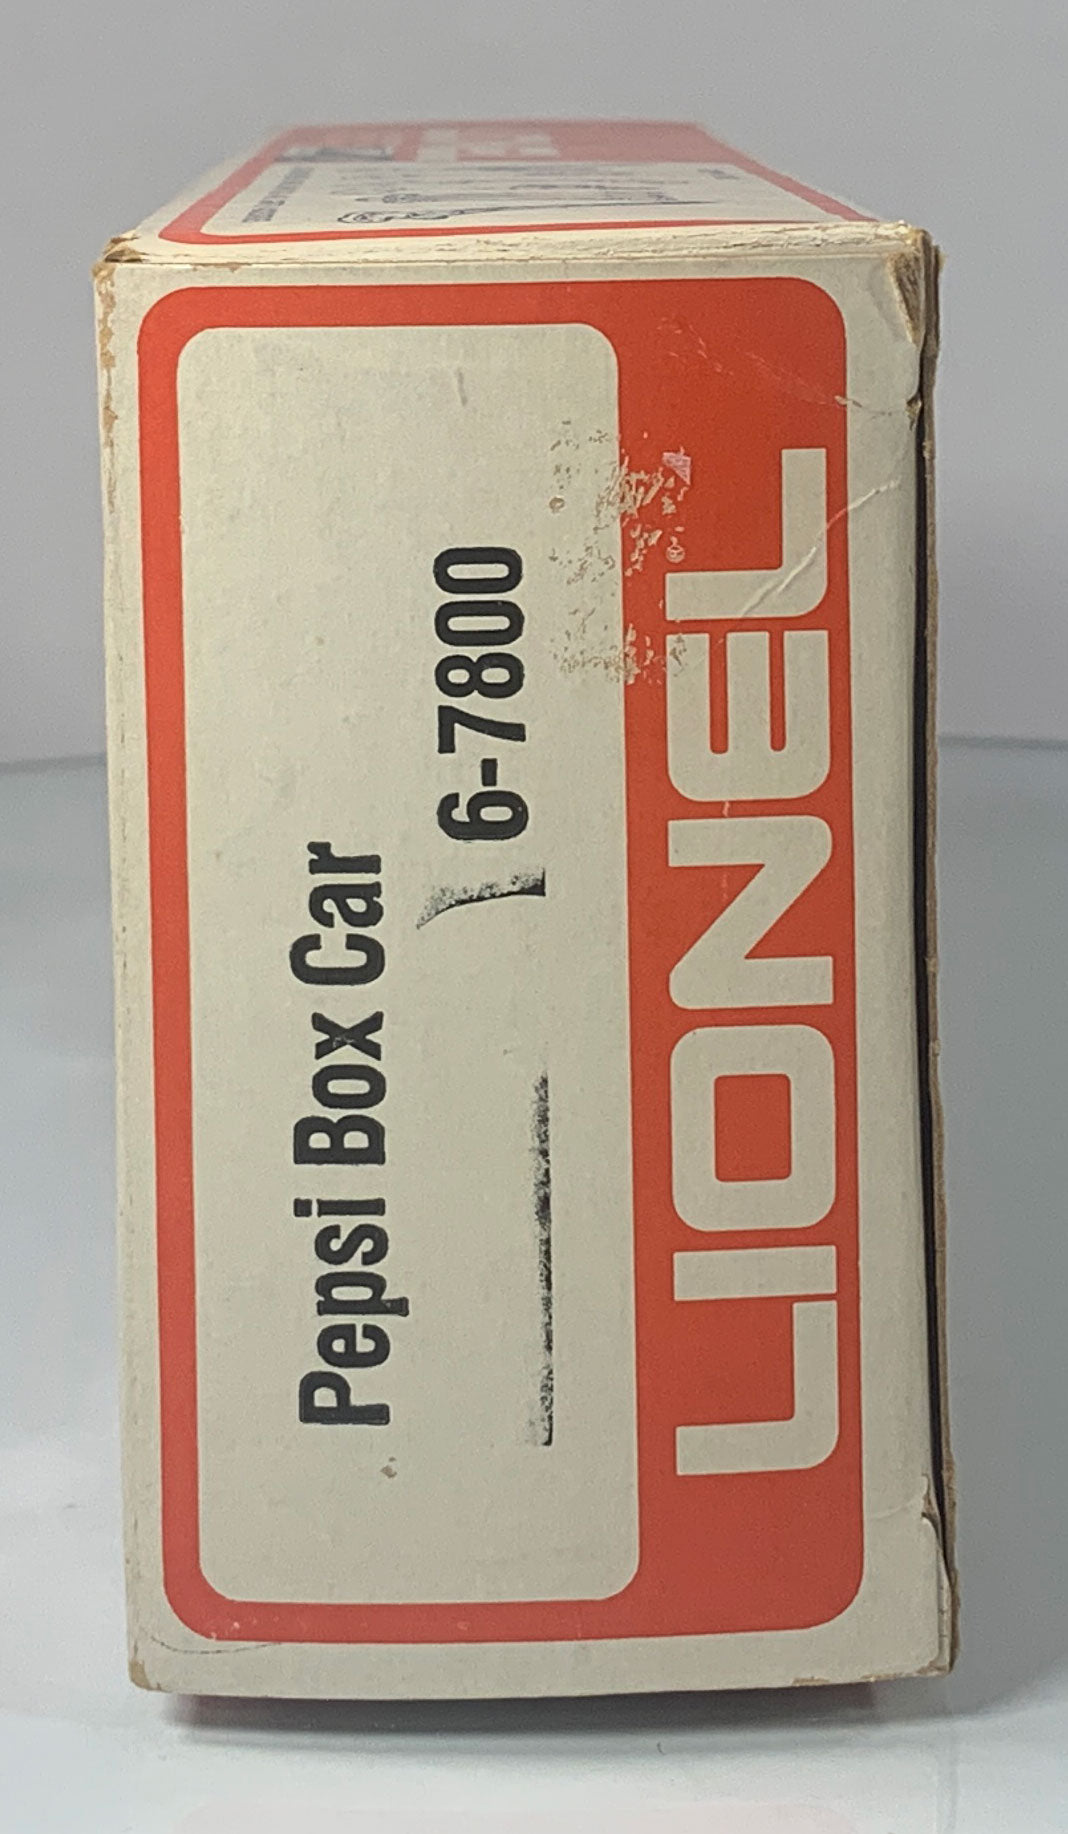 Pepsi Box Car
6-7800
LIONEL